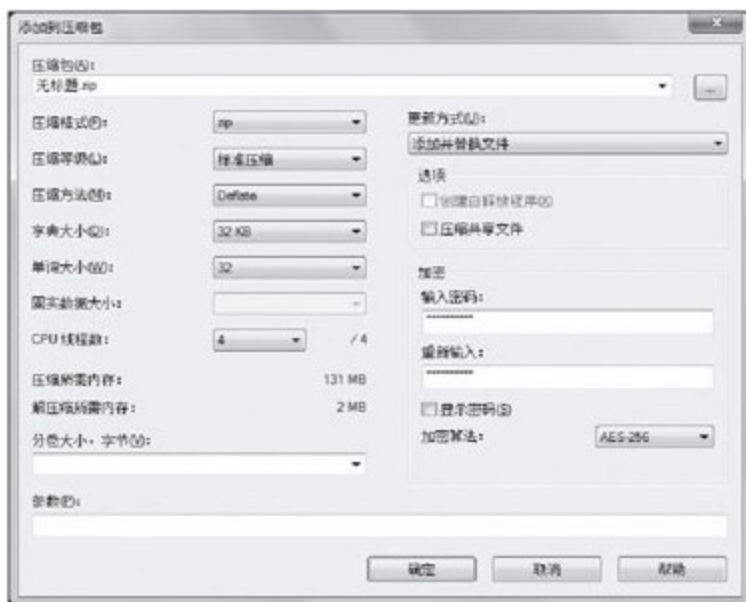 添加到压缩包
压缩包(A):
无标题.zip
...
压缩格式(F):
zip
压缩等级(L):
标准压缩
压缩方法(M):
Deflate
字典大小(D):
32 KB
单词大小(W):
32
固实数据大小:
CPU 线程数:
4
/ 4
压缩所需内存:
131 MB
解压缩所需内存:
2 MB
分卷大小，字节(V):
参数(P):
更新方式(U):
添加并替换文件
选项
创建自释放程序(X)
压缩共享文件
加密
输入密码:
**********
重新输入:
**********
显示密码(S)
加密算法:
AES-256
确定
取消
帮助